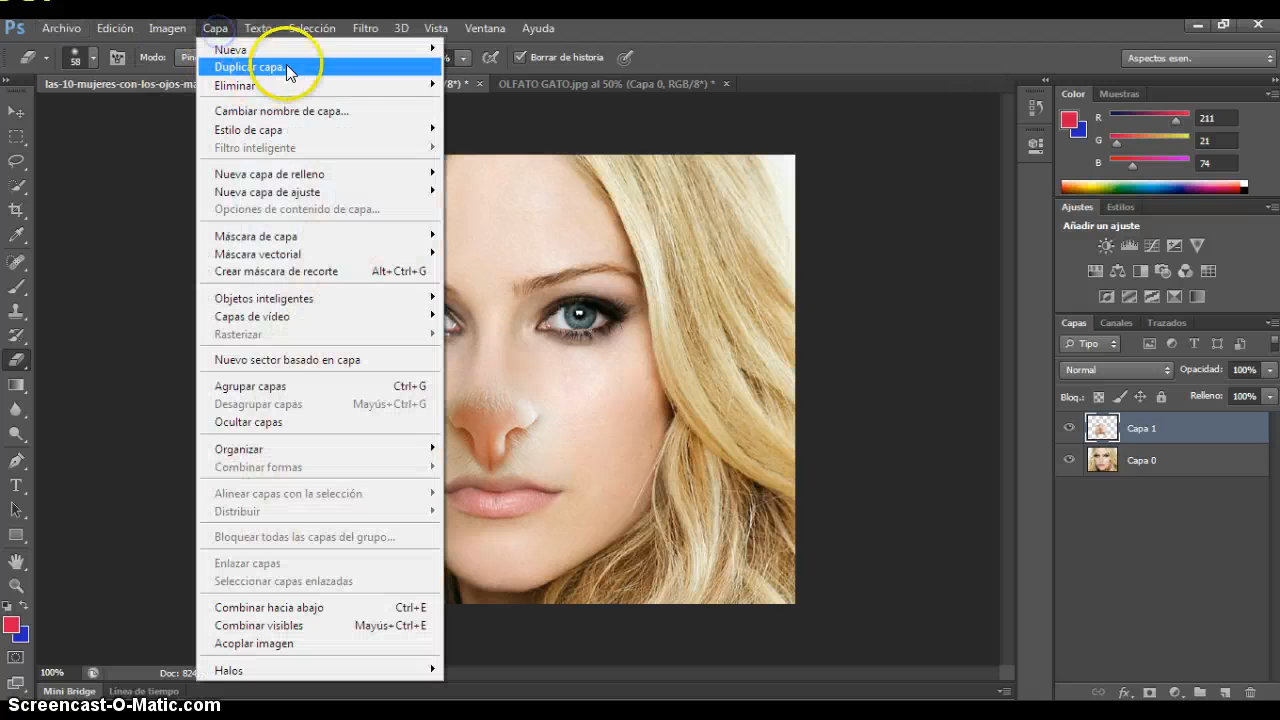 Ps Archivo Edición Imagen Capa Texto Selección Filtro 3D Vista Ventana Ayuda
58 Modo: % Borrar de historia Aspectos esen.
/8*) * × OLFATO GATO.jpg al 50% (Capa 0, RGB/8*) * ×
Nueva
Duplicar capa...
Eliminar
Cambiar nombre de capa...
Estilo de capa
Filtro inteligente
Nueva capa de relleno
Nueva capa de ajuste
Opciones de contenido de capa...
Máscara de capa
Máscara vectorial
Crear máscara de recorte Alt+Ctrl+G
Objetos inteligentes
Capas de vídeo
Rasterizar
Nuevo sector basado en capa
Agrupar capas Ctrl+G
Desagrupar capas Mayús+Ctrl+G
Ocultar capas
Organizar
Combinar formas
Alinear capas con la selección
Distribuir
Bloquear todas las capas del grupo...
Enlazar capas
Seleccionar capas enlazadas
Combinar hacia abajo Ctrl+E
Combinar visibles Mayús+Ctrl+E
Acoplar imagen
Halos
Color Muestras
R 211
G 21
B 74
Ajustes Estilos
Añadir un ajuste
Capas Canales Trazados
Tipo
Normal Opacidad: 100%
Bloq.: Relleno: 100%
Capa 1
Capa 0
100% Doc:
Mini Bridge Línea de tiempo
Screencast-O-Matic.com